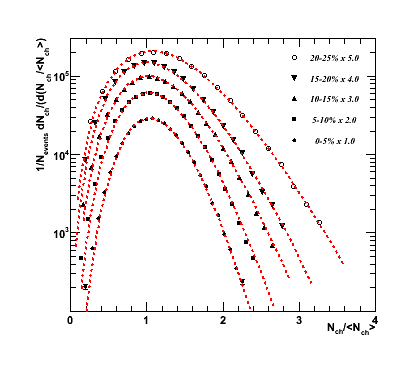 1/N_events dN_ch/(d(N_ch/<N_ch>)
10^5
10^4
10^3
20-25% x 5.0
15-20% x 4.0
10-15% x 3.0
5-10% x 2.0
0-5% x 1.0
0 1 2 3 4
N_ch/<N_ch>